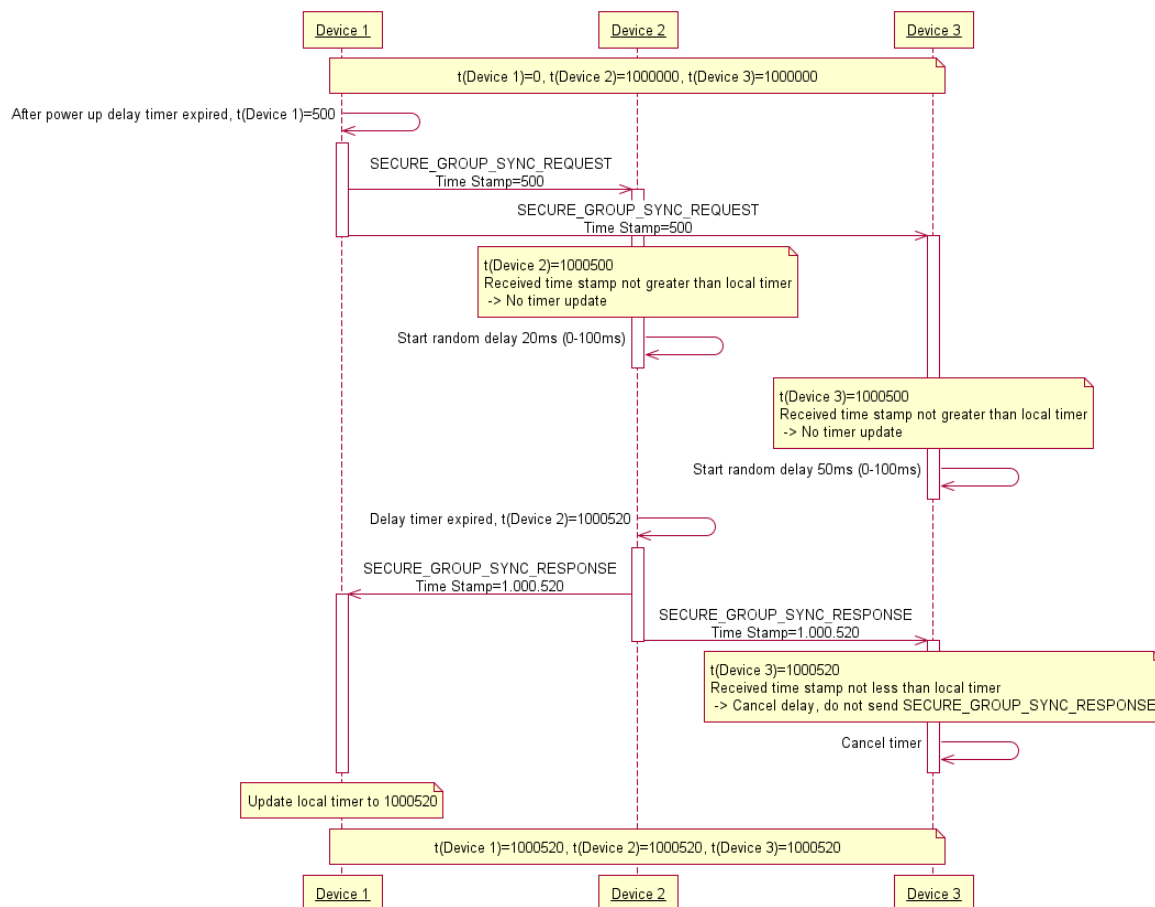 Device 1
Device 2
Device 3
t(Device 1)=0, t(Device 2)=1000000, t(Device 3)=1000000
After power up delay timer expired, t(Device 1)=500
SECURE_GROUP_SYNC_REQUEST
Time Stamp=500
SECURE_GROUP_SYNC_REQUEST
Time Stamp=500
t(Device 2)=1000500
Received time stamp not greater than local timer
-> No timer update
Start random delay 20ms (0-100ms)
t(Device 3)=1000500
Received time stamp not greater than local timer
-> No timer update
Start random delay 50ms (0-100ms)
Delay timer expired, t(Device 2)=1000520
SECURE_GROUP_SYNC_RESPONSE
Time Stamp=1.000.520
SECURE_GROUP_SYNC_RESPONSE
Time Stamp=1.000.520
t(Device 3)=1000520
Received time stamp not less than local timer
-> Cancel delay, do not send SECURE_GROUP_SYNC_RESPONSE
Cancel timer
Update local timer to 1000520
t(Device 1)=1000520, t(Device 2)=1000520, t(Device 3)=1000520
Device 1
Device 2
Device 3